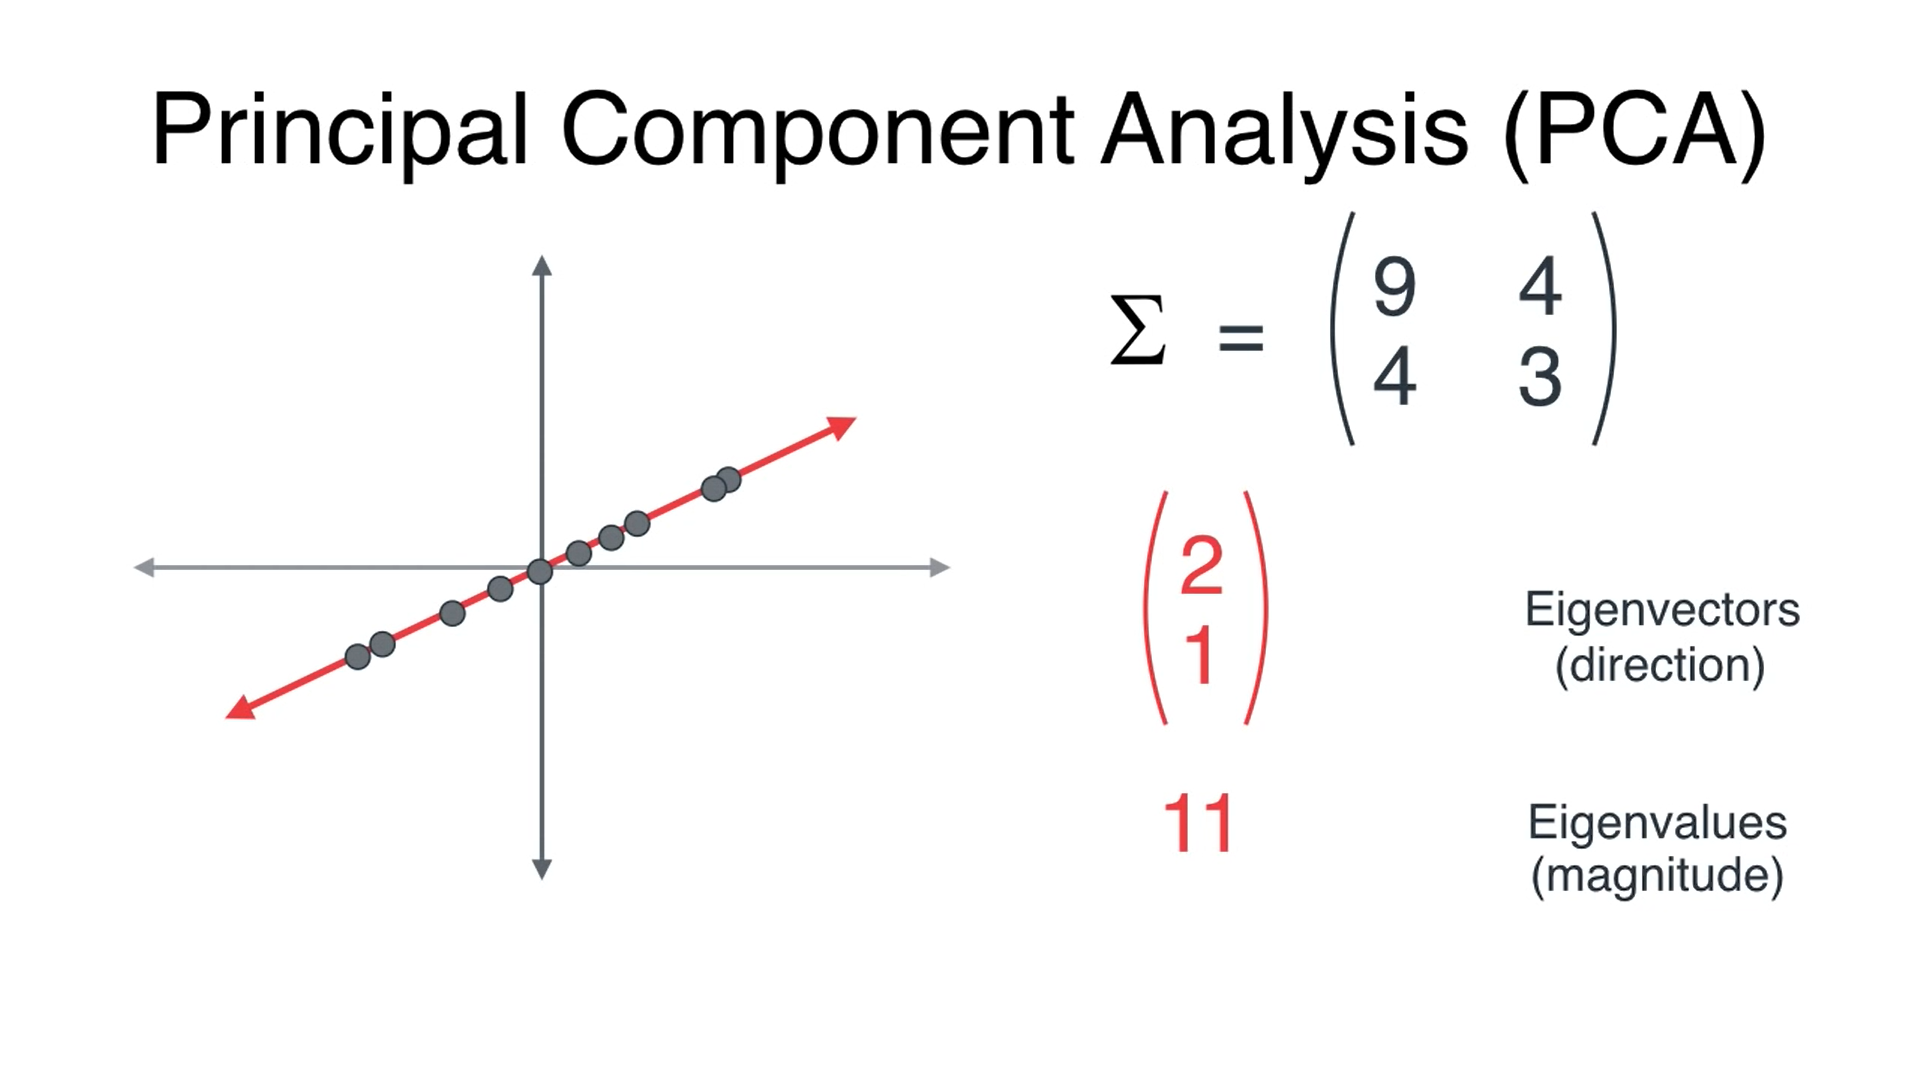 Principal Component Analysis (PCA)
Σ = ( 9 4
4 3 )
( 2
1 )
Eigenvectors
(direction)
11
Eigenvalues
(magnitude)